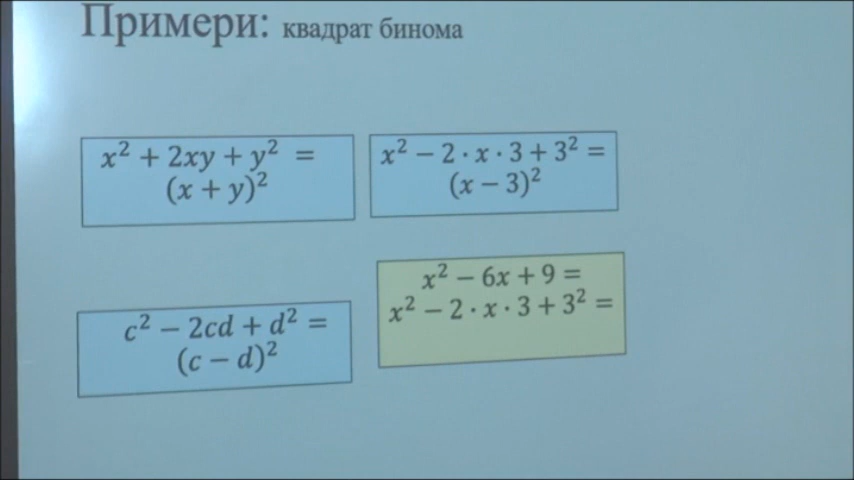 Примери: квадрат бинома
x² + 2xy + y² =
(x + y)²
x² − 2 · x · 3 + 3² =
(x − 3)²
c² − 2cd + d² =
(c − d)²
x² − 6x + 9 =
x² − 2 · x · 3 + 3² =